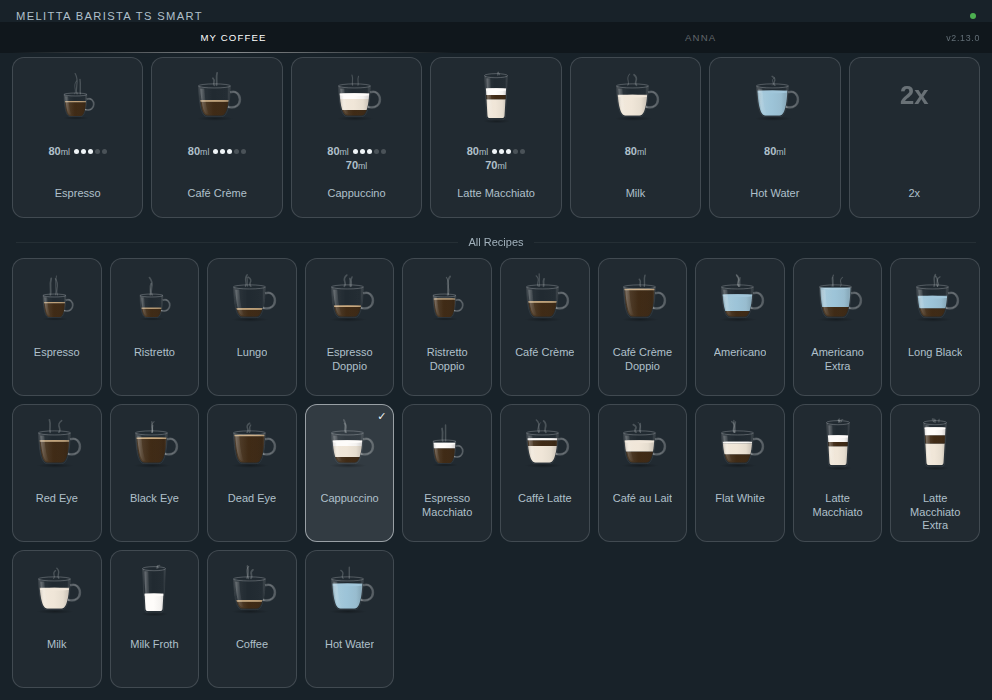 MELITTA BARISTA TS SMART
MY COFFEE
ANNA
v2.13.0
80ml
Espresso
80ml
Café Crème
80ml
70ml
Cappuccino
80ml
70ml
Latte Macchiato
80ml
Milk
80ml
Hot Water
2x
2x
All Recipes
Espresso
Ristretto
Lungo
Espresso
Doppio
Ristretto
Doppio
Café Crème
Café Crème
Doppio
Americano
Americano
Extra
Long Black
Red Eye
Black Eye
Dead Eye
Cappuccino
Espresso
Macchiato
Caffè Latte
Café au Lait
Flat White
Latte
Macchiato
Latte
Macchiato
Extra
Milk
Milk Froth
Coffee
Hot Water